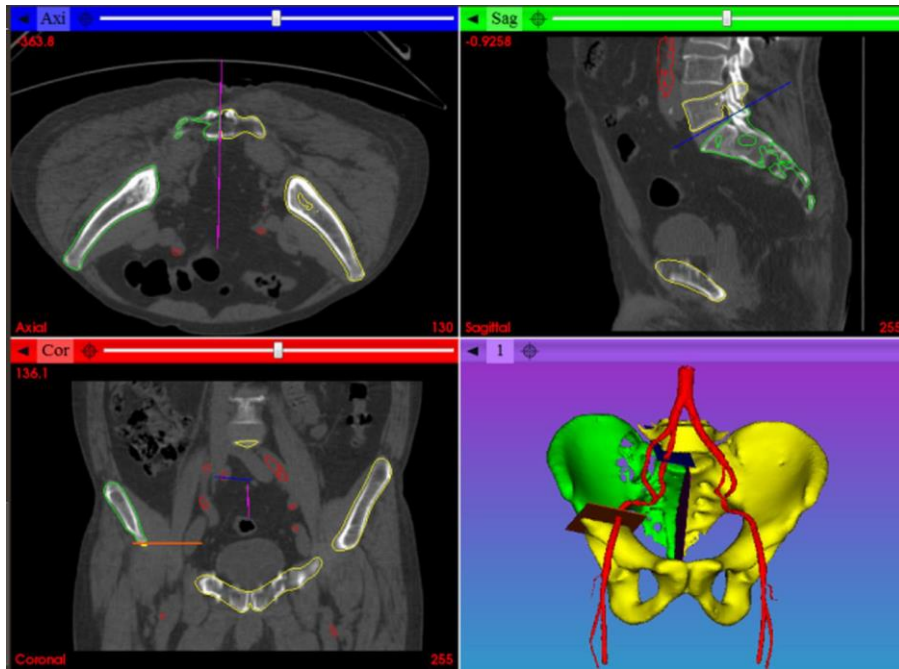 Axi
Sag
-363.8
-0.9258
Axial
130
Sagittal
255
Cor
1
136.1
Coronal
255